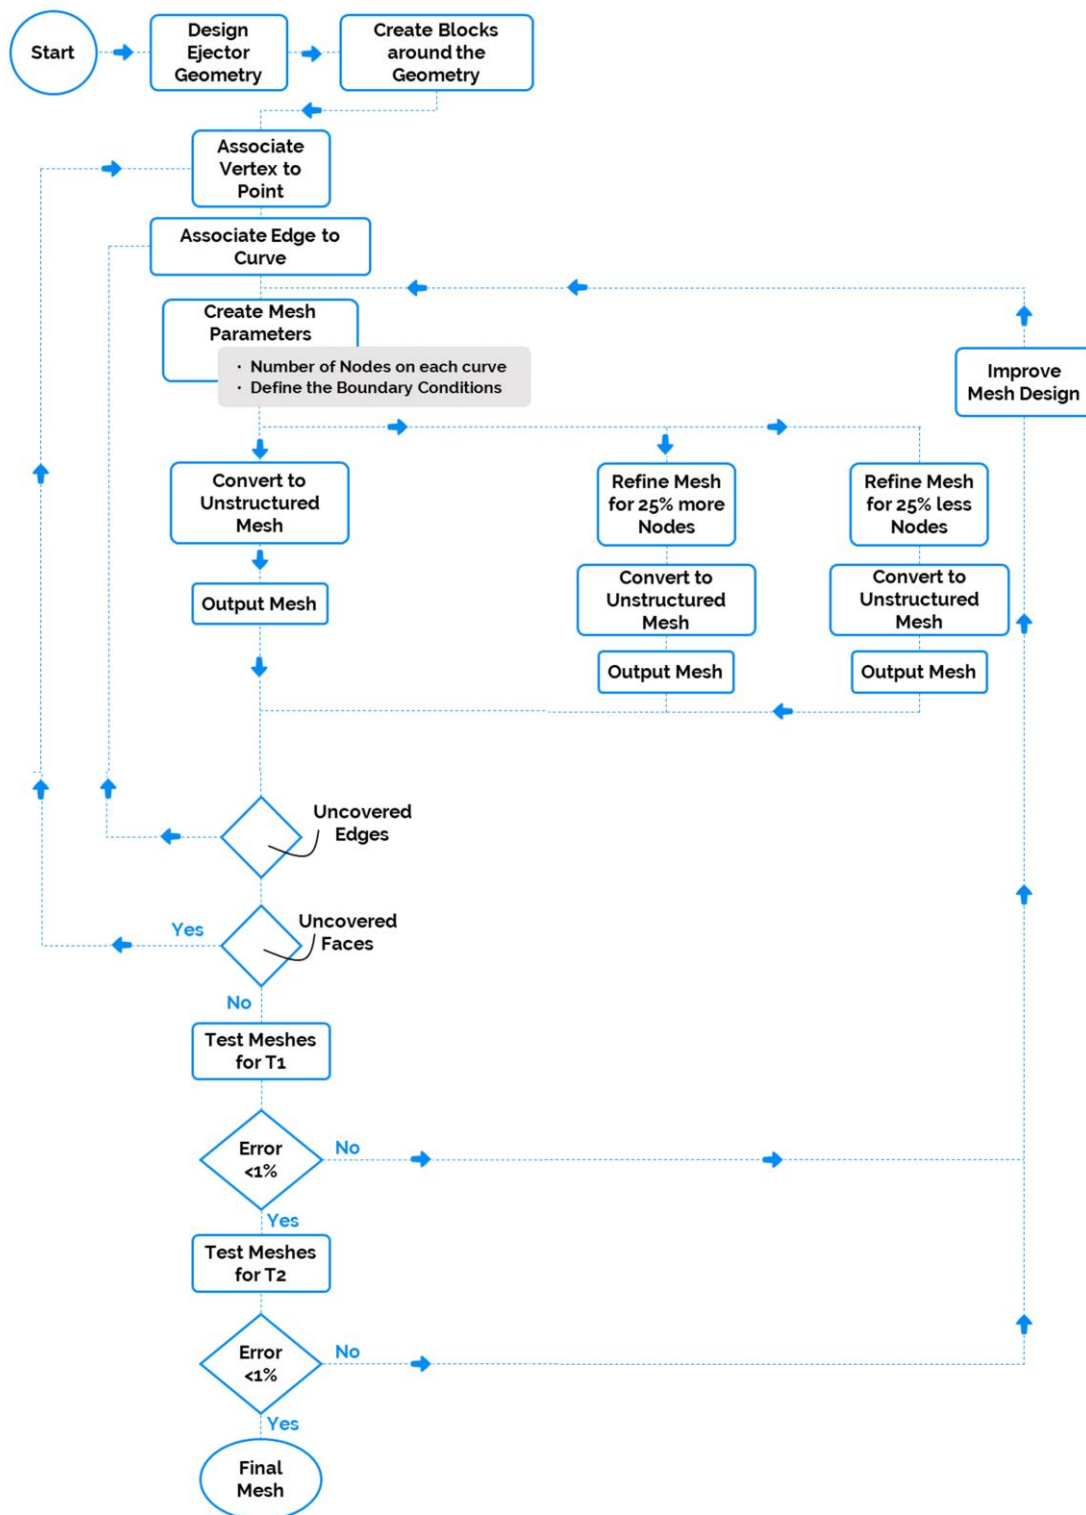 Start
Design
Ejector
Geometry
Create Blocks
around the
Geometry
Associate
Vertex to
Point
Associate Edge to
Curve
Create Mesh
Parameters
• Number of Nodes on each curve
• Define the Boundary Conditions
Improve
Mesh Design
Convert to
Unstructured
Mesh
Refine Mesh
for 25% more
Nodes
Refine Mesh
for 25% less
Nodes
Output Mesh
Convert to
Unstructured
Mesh
Convert to
Unstructured
Mesh
Output Mesh
Output Mesh
Uncovered
Edges
Yes
Uncovered
Faces
No
Test Meshes
for T1
Error
<1%
No
Yes
Test Meshes
for T2
Error
<1%
No
Yes
Final
Mesh